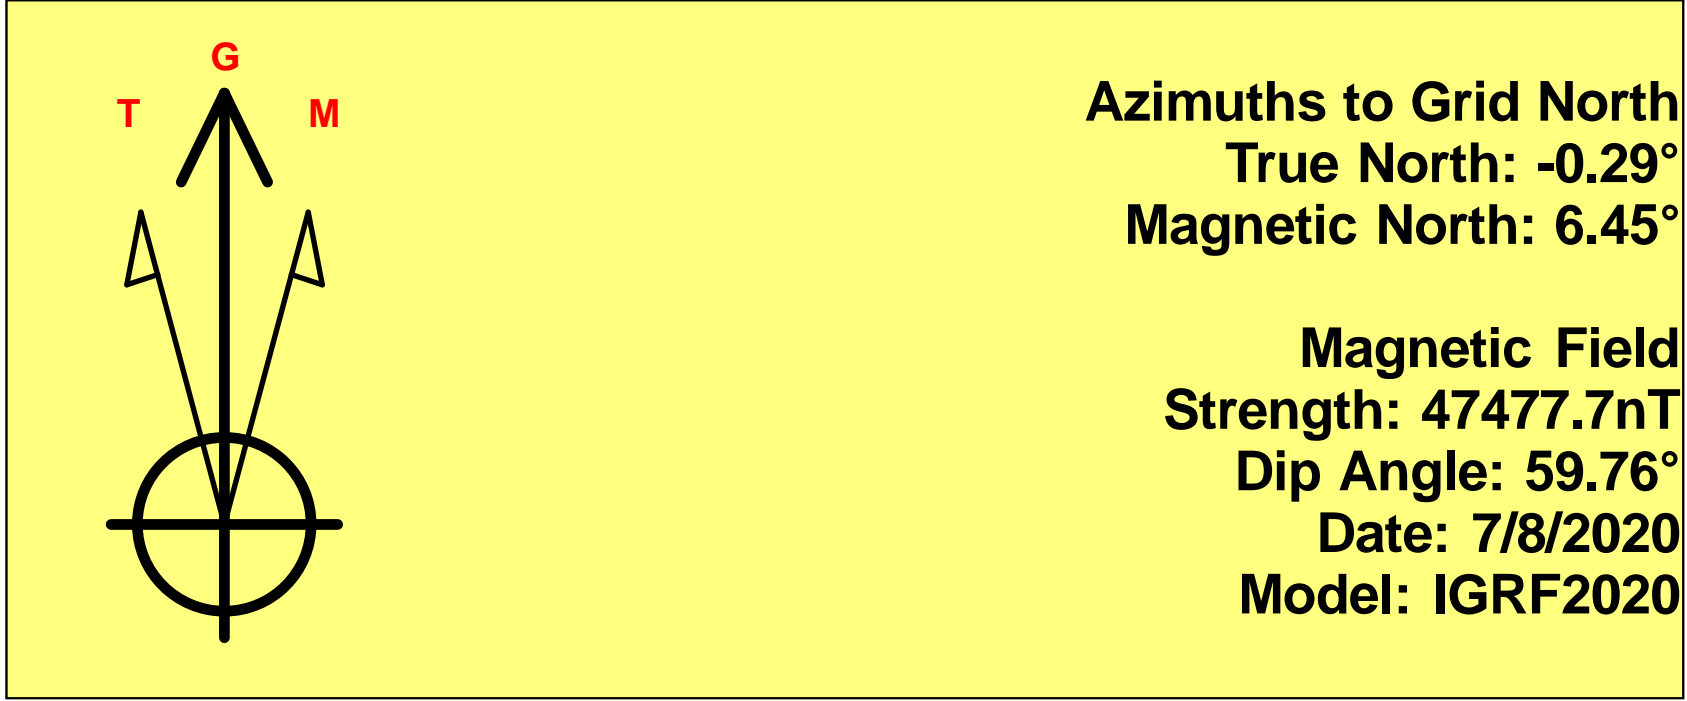 G
T
M
Azimuths to Grid North
True North: -0.29°
Magnetic North: 6.45°
Magnetic Field
Strength: 47477.7nT
Dip Angle: 59.76°
Date: 7/8/2020
Model: IGRF2020